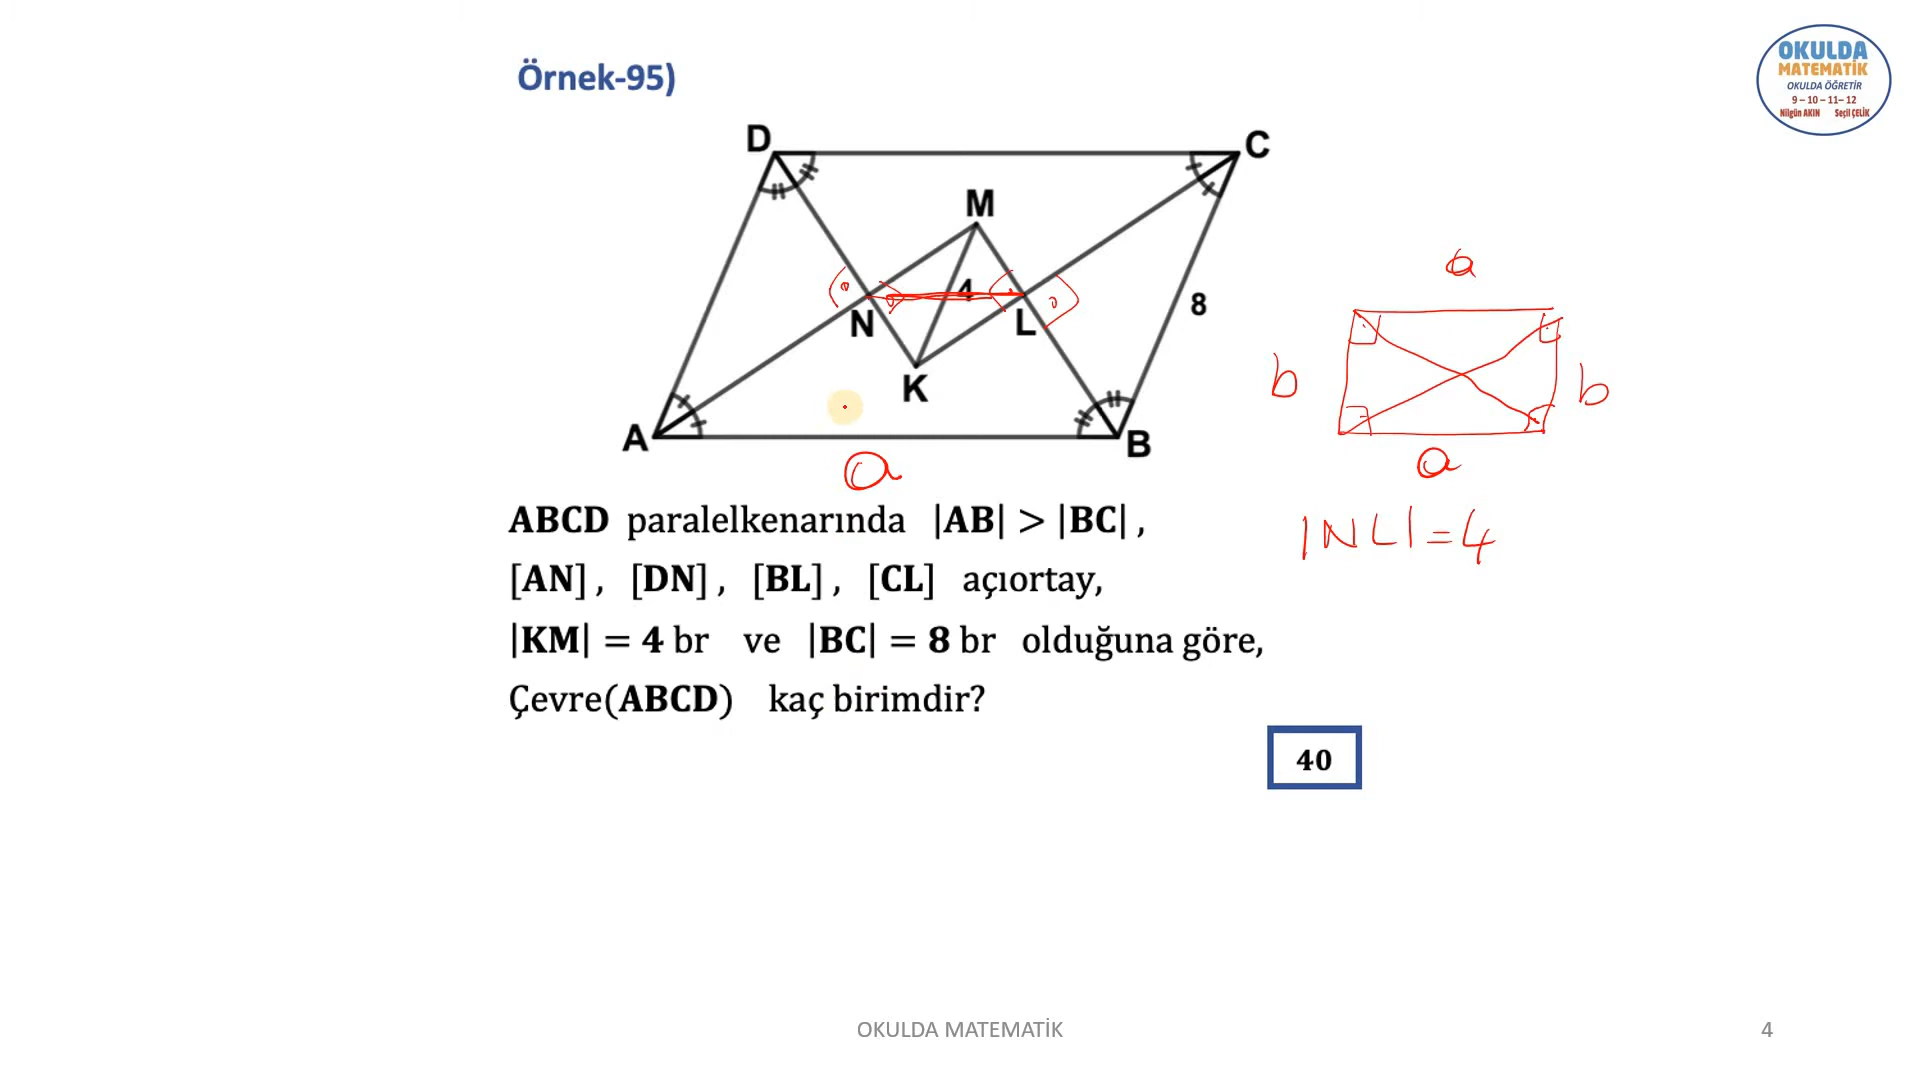 OKULDA
MATEMATİK
OKULDA ÖĞRETİR
9 – 10 – 11– 12
Nilgün AKIN Seçil ÇELİK
Örnek-95)
D
C
M
4
8
N
L
K
A
B
a
a
b
b
a
|NL| = 4
ABCD paralelkenarında |AB| > |BC| ,
[AN] , [DN] , [BL] , [CL] açıortay,
|KM| = 4 br ve |BC| = 8 br olduğuna göre,
Çevre(ABCD) kaç birimdir?
40
OKULDA MATEMATİK
4